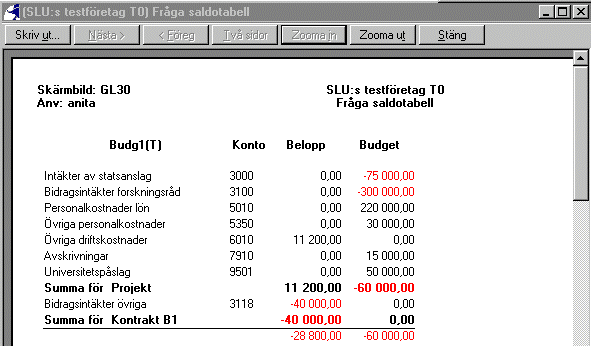 (SLU:s testföretag T0) Fråga saldotabell
Skriv ut... Nästa > < Föreg Två sidor Zooma in Zooma ut Stäng
Skärmbild: GL30 SLU:s testföretag T0
Anv: anita Fråga saldotabell
Budg1(T) Konto Belopp Budget
Intäkter av statsanslag 3000 0,00 -75 000,00
Bidragsintäkter forskningsråd 3100 0,00 -300 000,00
Personalkostnader lön 5010 0,00 220 000,00
Övriga personalkostnader 5350 0,00 30 000,00
Övriga driftskostnader 6010 11 200,00 0,00
Avskrivningar 7910 0,00 15 000,00
Universitetspåslag 9501 0,00 50 000,00
Summa för Projekt 11 200,00 -60 000,00
Bidragsintäkter övriga 3118 -40 000,00 0,00
Summa för Kontrakt B1 -40 000,00 0,00
-28 800,00 -60 000,00